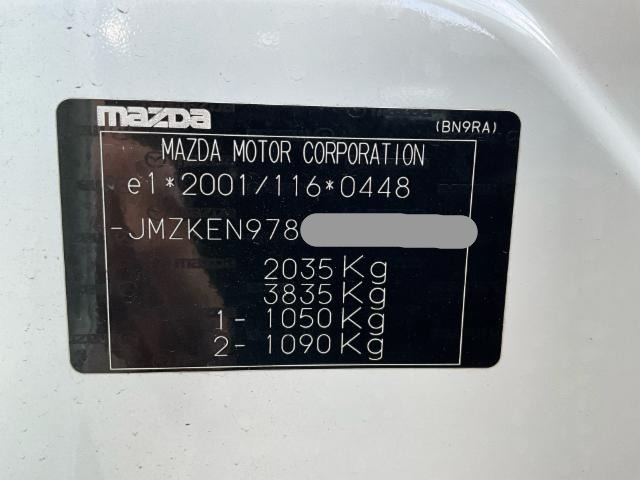 mazda
(BN9RA)
MAZDA MOTOR CORPORATION
e1*2001/116*0448
-JMZKEN978
2035 Kg
3835 Kg
1- 1050 Kg
2- 1090 Kg